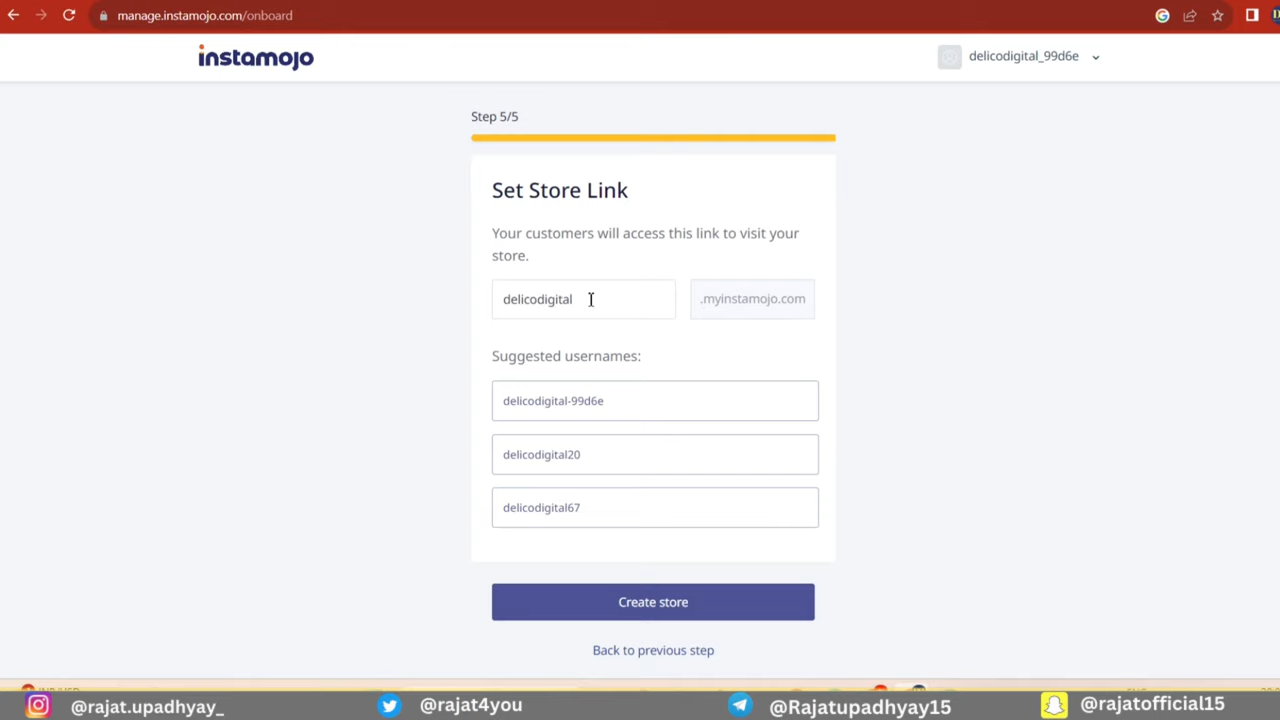 manage.instamojo.com/onboard
instamojo
delicodigital_99d6e
Step 5/5
Set Store Link
Your customers will access this link to visit your
store.
delicodigital
.myinstamojo.com
Suggested usernames:
delicodigital-99d6e
delicodigital20
delicodigital67
Create store
Back to previous step
@rajat.upadhyay_
@rajat4you
@Rajatupadhyay15
@rajatofficial15